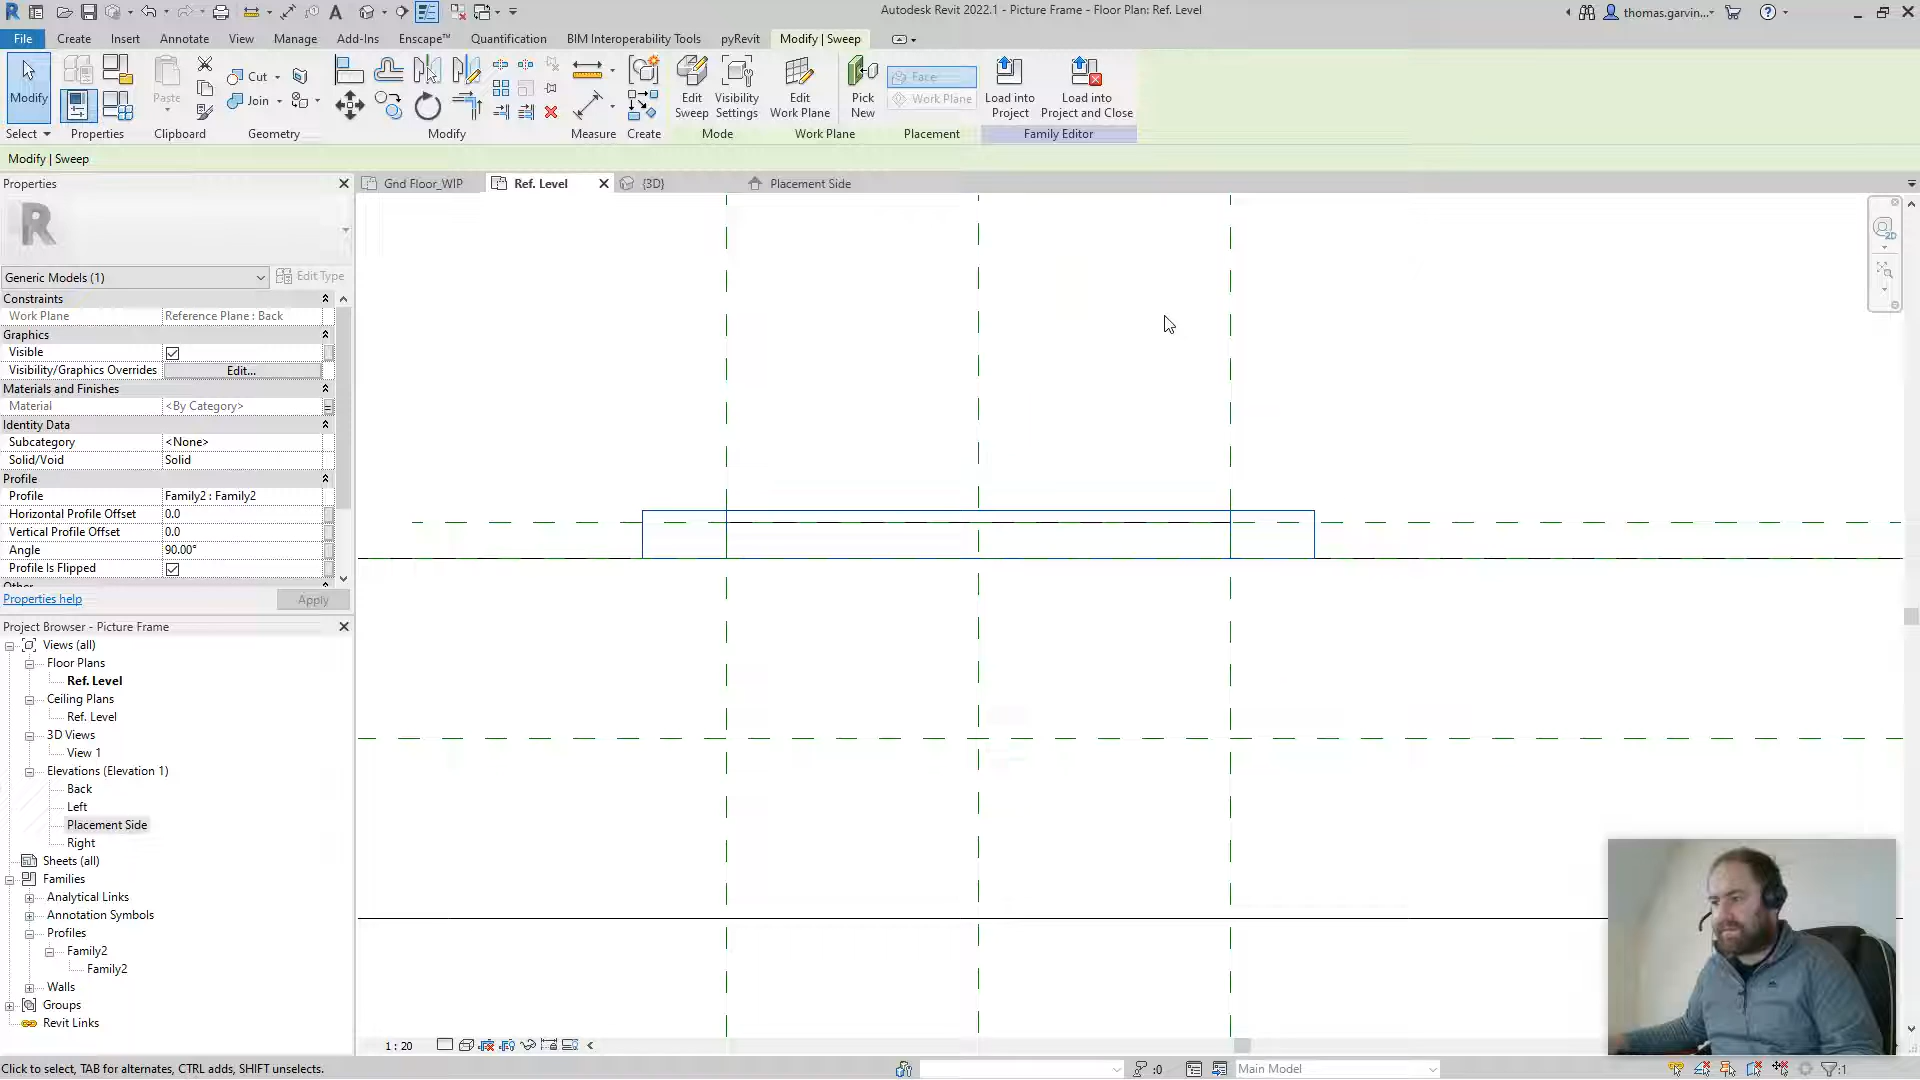 Autodesk Revit 2022.1 - Picture Frame - Floor Plan: Ref. Level
thomas.garvin...
File Create Insert Annotate View Manage Add-Ins Enscape™ Quantification BIM Interoperability Tools pyRevit Modify | Sweep
Modify Paste Cut Join Edit Sweep Visibility Settings Edit Work Plane Pick New Face Work Plane Load into Project Load into Project and Close
Select Properties Clipboard Geometry Modify Measure Create Mode Work Plane Placement Family Editor
Modify | Sweep
Properties
Gnd Floor_WIP Ref. Level {3D} Placement Side
R
2D
Generic Models (1) Edit Type
Constraints
Work Plane Reference Plane : Back
Graphics
Visible
Visibility/Graphics Overrides Edit...
Materials and Finishes
Material <By Category>
Identity Data
Subcategory <None>
Solid/Void Solid
Profile
Profile Family2 : Family2
Horizontal Profile Offset 0.0
Vertical Profile Offset 0.0
Angle 90.00°
Profile Is Flipped
Properties help Apply
Project Browser - Picture Frame
Views (all)
Floor Plans
Ref. Level
Ceiling Plans
Ref. Level
3D Views
View 1
Elevations (Elevation 1)
Back
Left
Placement Side
Right
Sheets (all)
Families
Analytical Links
Annotation Symbols
Profiles
Family2
Family2
Walls
Groups
Revit Links
1 : 20
Click to select, TAB for alternates, CTRL adds, SHIFT unselects.
:0
Main Model
:1